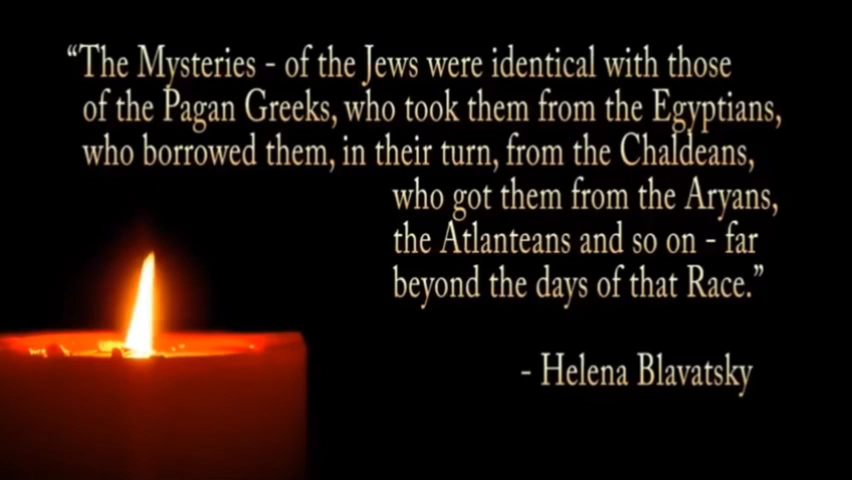 “The Mysteries - of the Jews were identical with those
of the Pagan Greeks, who took them from the Egyptians,
who borrowed them, in their turn, from the Chaldeans,
who got them from the Aryans,
the Atlanteans and so on - far
beyond the days of that Race.”
- Helena Blavatsky